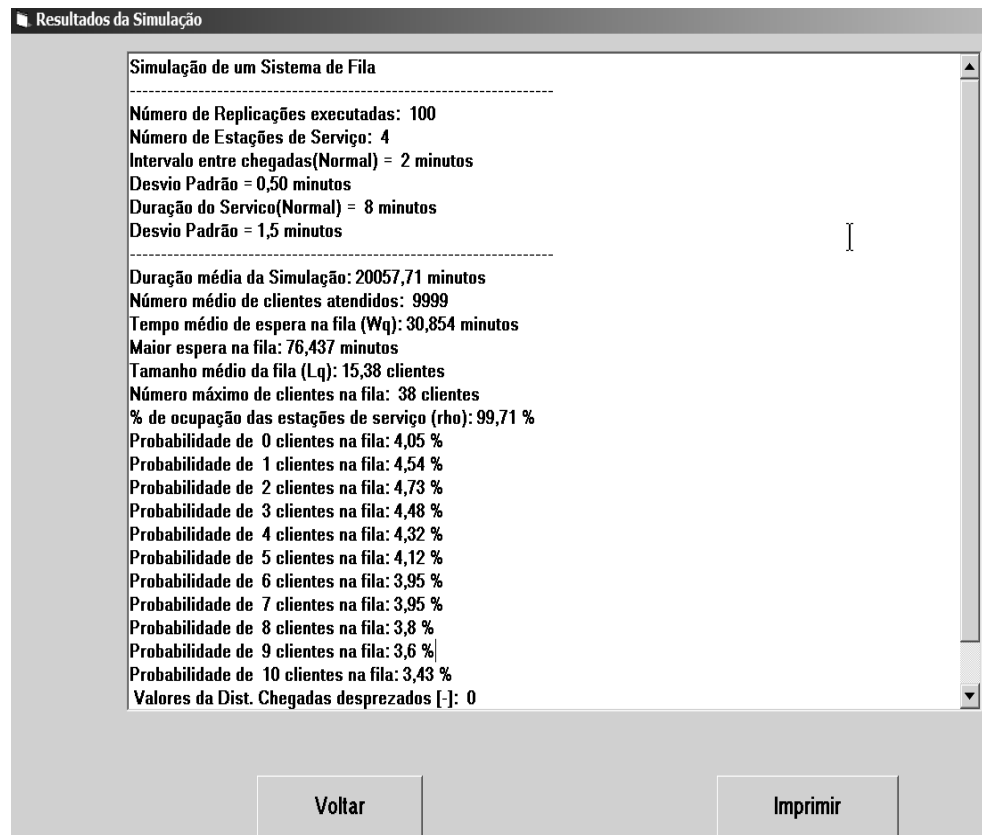 Resultados da Simulação
Simulação de um Sistema de Fila
--------------------------------------------------------------------
Número de Replicações executadas: 100
Número de Estações de Serviço: 4
Intervalo entre chegadas(Normal) = 2 minutos
Desvio Padrão = 0,50 minutos
Duração do Servico(Normal) = 8 minutos
Desvio Padrão = 1,5 minutos
--------------------------------------------------------------------
Duração média da Simulação: 20057,71 minutos
Número médio de clientes atendidos: 9999
Tempo médio de espera na fila (Wq): 30,854 minutos
Maior espera na fila: 76,437 minutos
Tamanho médio da fila (Lq): 15,38 clientes
Número máximo de clientes na fila: 38 clientes
% de ocupação das estações de serviço (rho): 99,71 %
Probabilidade de 0 clientes na fila: 4,05 %
Probabilidade de 1 clientes na fila: 4,54 %
Probabilidade de 2 clientes na fila: 4,73 %
Probabilidade de 3 clientes na fila: 4,48 %
Probabilidade de 4 clientes na fila: 4,32 %
Probabilidade de 5 clientes na fila: 4,12 %
Probabilidade de 6 clientes na fila: 3,95 %
Probabilidade de 7 clientes na fila: 3,95 %
Probabilidade de 8 clientes na fila: 3,8 %
Probabilidade de 9 clientes na fila: 3,6 %
Probabilidade de 10 clientes na fila: 3,43 %
Valores da Dist. Chegadas desprezados [-]: 0
Voltar
Imprimir